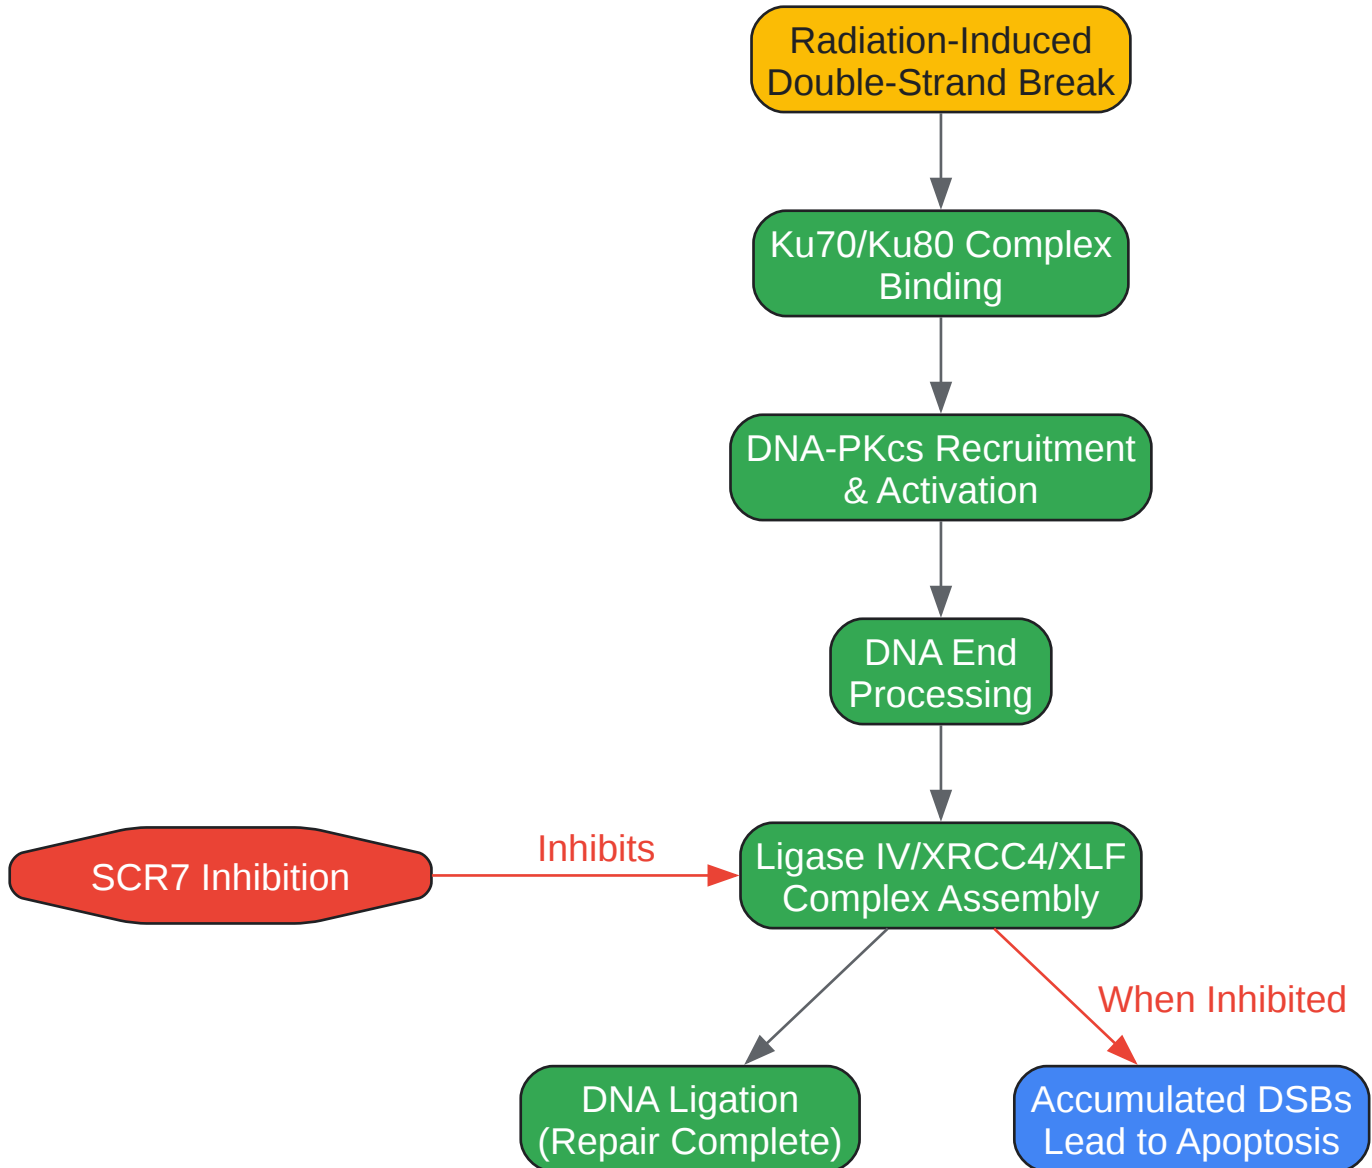 Radiation-Induced
Double-Strand Break
Ku70/Ku80 Complex
Binding
DNA-PKcs Recruitment
& Activation
DNA End
Processing
SCR7 Inhibition
Inhibits
Ligase IV/XRCC4/XLF
Complex Assembly
When Inhibited
DNA Ligation
(Repair Complete)
Accumulated DSBs
Lead to Apoptosis